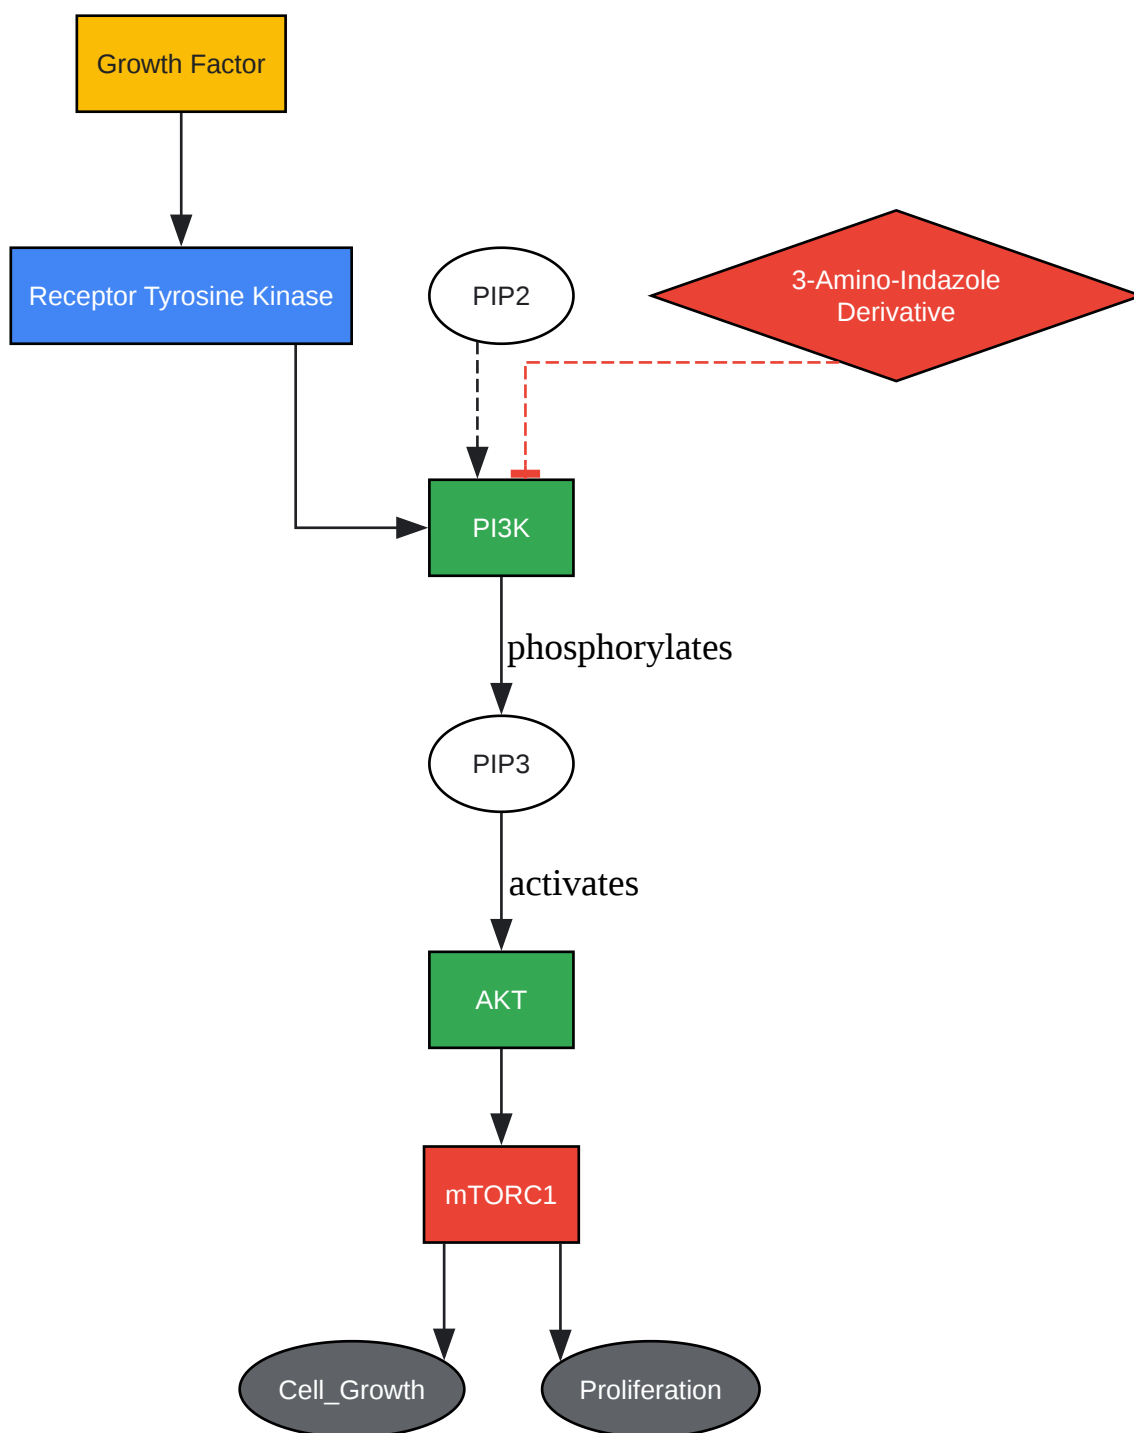 Growth Factor
Receptor Tyrosine Kinase
PIP2
3-Amino-Indazole
Derivative
PI3K
phosphorylates
PIP3
activates
AKT
mTORC1
Cell_Growth
Proliferation